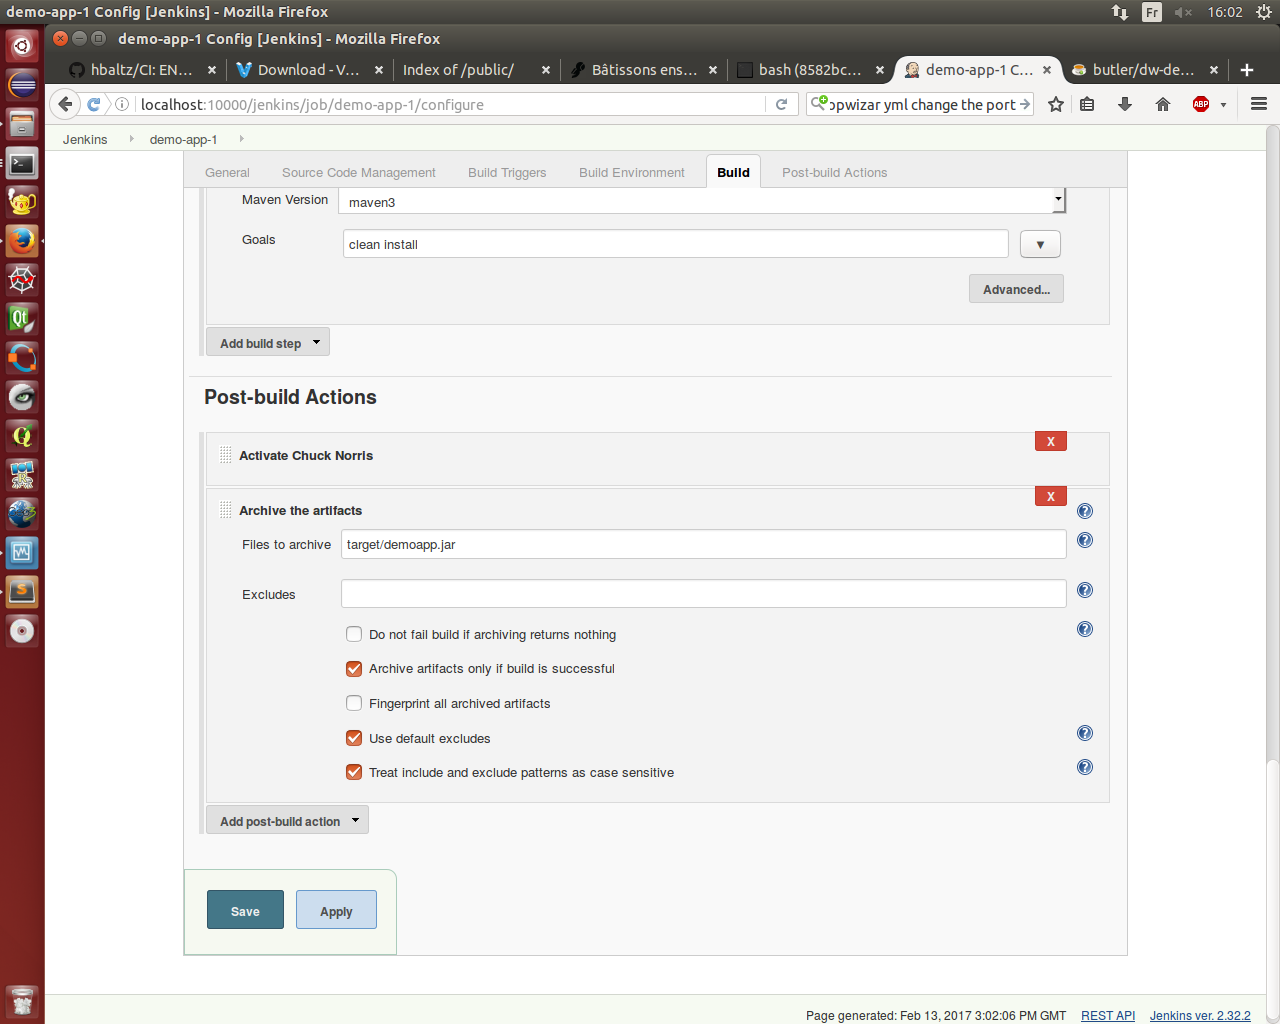 demo-app-1 Config [Jenkins] - Mozilla Firefox
Fr
16:02
demo-app-1 Config [Jenkins] - Mozilla Firefox
hbaltz/CI: EN...
Download - V...
Index of /public/
Bâtissons ens...
bash (8582bc...
demo-app-1 C...
butler/dw-de...
localhost:10000/jenkins/job/demo-app-1/configure
opwizar yml change the port
ABP
Jenkins
demo-app-1
General
Source Code Management
Build Triggers
Build Environment
Build
Post-build Actions
Maven Version
maven3
Goals
clean install
Advanced...
Add build step
Post-build Actions
X
Activate Chuck Norris
X
Archive the artifacts
Files to archive
target/demoapp.jar
Excludes
Do not fail build if archiving returns nothing
Archive artifacts only if build is successful
Fingerprint all archived artifacts
Use default excludes
Treat include and exclude patterns as case sensitive
Add post-build action
Save
Apply
Page generated: Feb 13, 2017 3:02:06 PM GMT
REST API
Jenkins ver. 2.32.2